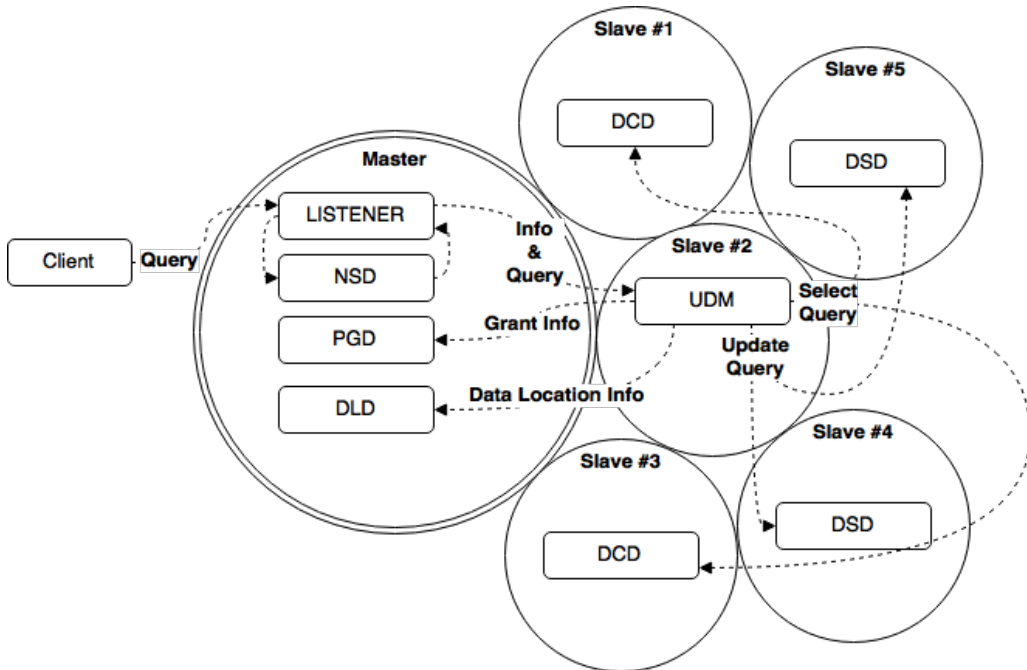 Slave #1
Slave #5
DCD
DSD
Master
LISTENER
Client
Query
NSD
Info
&
Query
Slave #2
UDM
Select
Query
PGD
Grant Info
Update
Query
DLD
Data Location Info
Slave #3
Slave #4
DCD
DSD